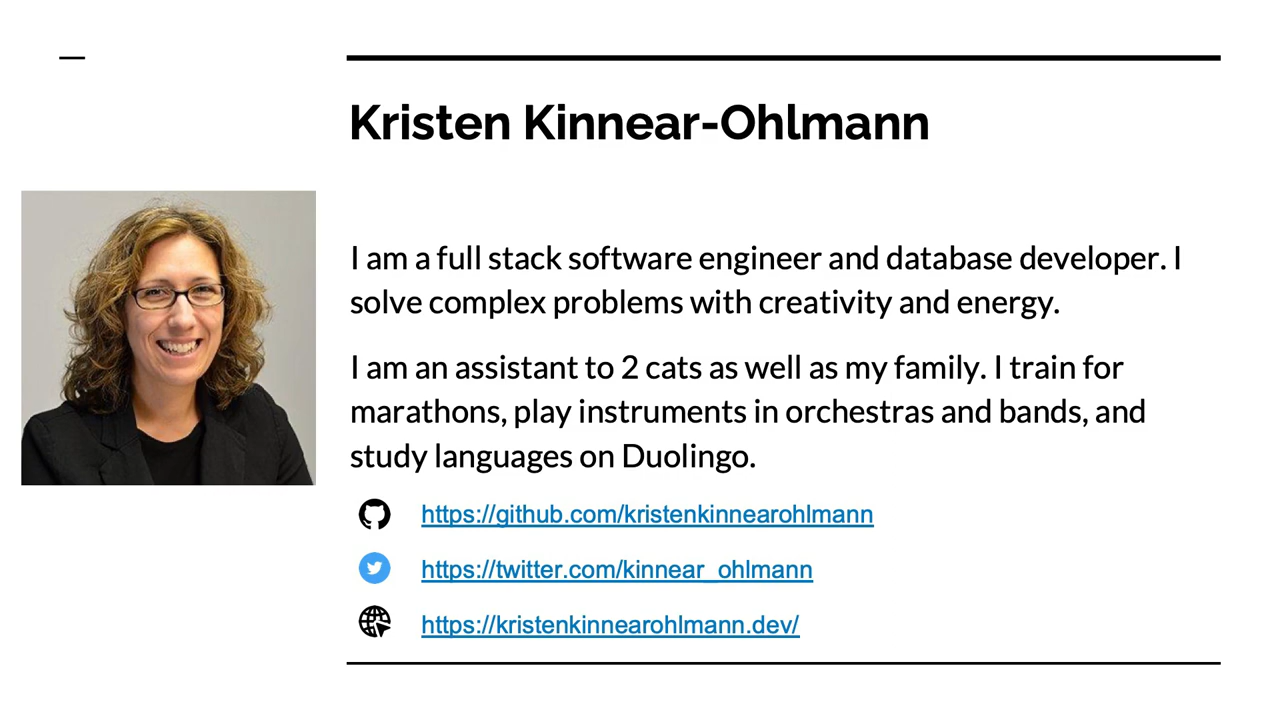 Kristen Kinnear-Ohlmann
I am a full stack software engineer and database developer. I
solve complex problems with creativity and energy.
I am an assistant to 2 cats as well as my family. I train for
marathons, play instruments in orchestras and bands, and
study languages on Duolingo.
https://github.com/kristenkinnearohlmann
https://twitter.com/kinnear_ohlmann
https://kristenkinnearohlmann.dev/